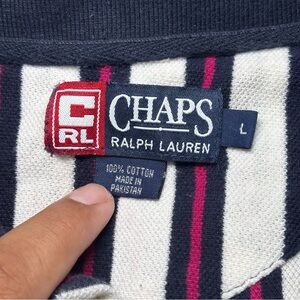 C
RL
CHAPS
RALPH LAUREN
L
100% COTTON
MADE IN
PAKISTAN